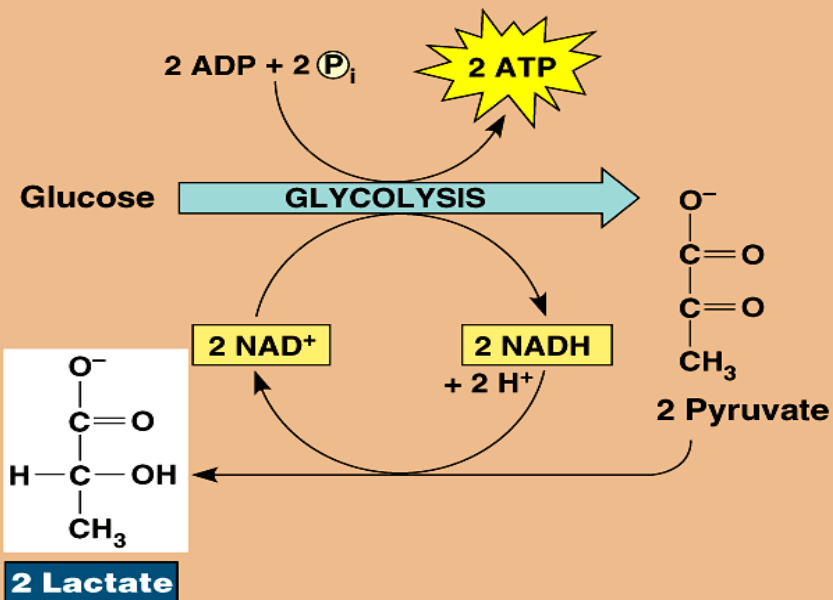 2 ADP + 2 Pi
2 ATP
Glucose
GLYCOLYSIS
O−
C=O
C=O
CH3
2 Pyruvate
2 NAD+
2 NADH
+ 2 H+
O−
C=O
H—C—OH
CH3
2 Lactate